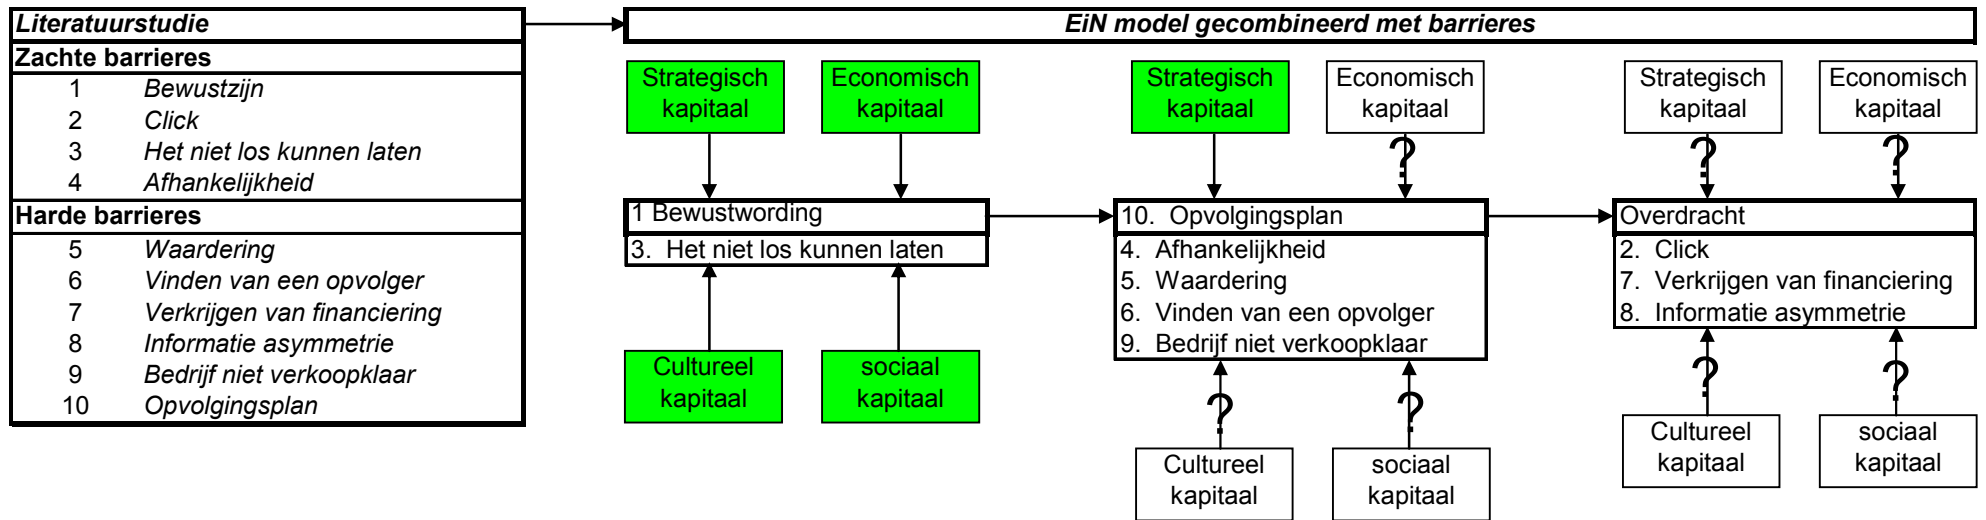 Literatuurstudie
Zachte barrieres
1 Bewustzijn
2 Click
3 Het niet los kunnen laten
4 Afhankelijkheid
Harde barrieres
5 Waardering
6 Vinden van een opvolger
7 Verkrijgen van financiering
8 Informatie asymmetrie
9 Bedrijf niet verkoopklaar
10 Opvolgingsplan
EiN model gecombineerd met barrieres
Strategisch
kapitaal
Economisch
kapitaal
1 Bewustwording
3. Het niet los kunnen laten
Cultureel
kapitaal
sociaal
kapitaal
Strategisch
kapitaal
Economisch
kapitaal
?
10. Opvolgingsplan
4. Afhankelijkheid
5. Waardering
6. Vinden van een opvolger
9. Bedrijf niet verkoopklaar
?
?
Cultureel
kapitaal
sociaal
kapitaal
Strategisch
kapitaal
Economisch
kapitaal
?
?
Overdracht
2. Click
7. Verkrijgen van financiering
8. Informatie asymmetrie
?
?
Cultureel
kapitaal
sociaal
kapitaal